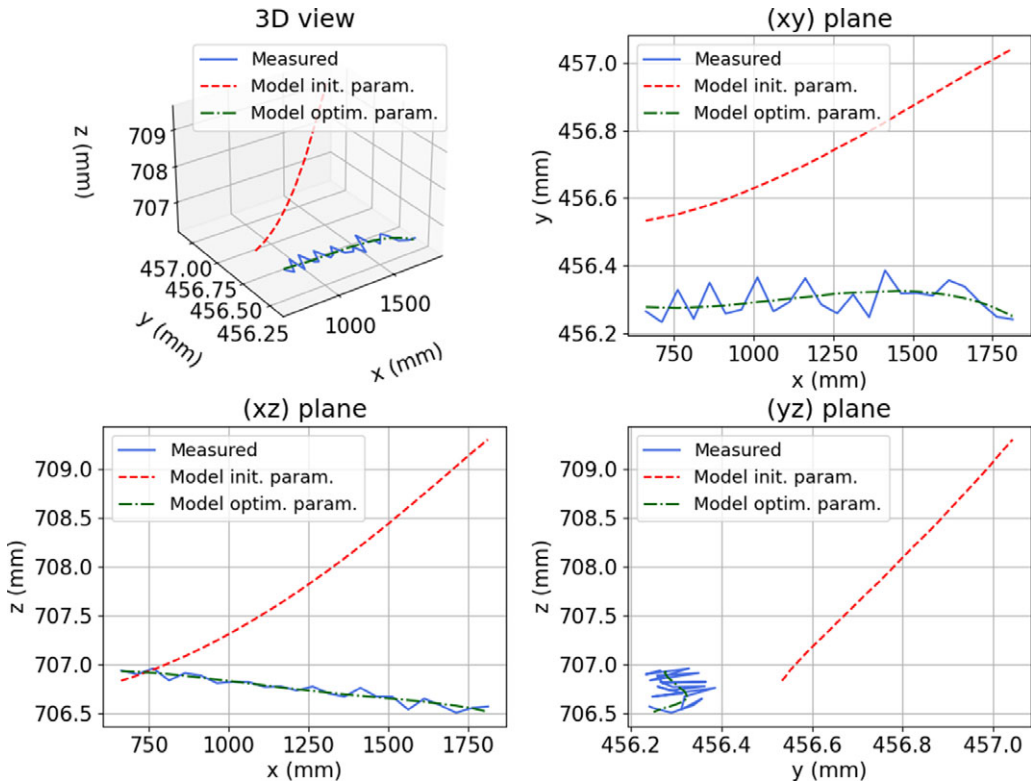 3D view
Measured
Model init. param.
Model optim. param.
z (mm)
709
708
707
457.00
456.75
456.50
456.25
y (mm)
1000
1500
x (mm)
(xy) plane
Measured
Model init. param.
Model optim. param.
y (mm)
457.0
456.8
456.6
456.4
456.2
750
1000
1250
1500
1750
x (mm)
(xz) plane
Measured
Model init. param.
Model optim. param.
z (mm)
709.0
708.5
708.0
707.5
707.0
706.5
750
1000
1250
1500
1750
x (mm)
(yz) plane
Measured
Model init. param.
Model optim. param.
z (mm)
709.0
708.5
708.0
707.5
707.0
706.5
456.2
456.4
456.6
456.8
457.0
y (mm)